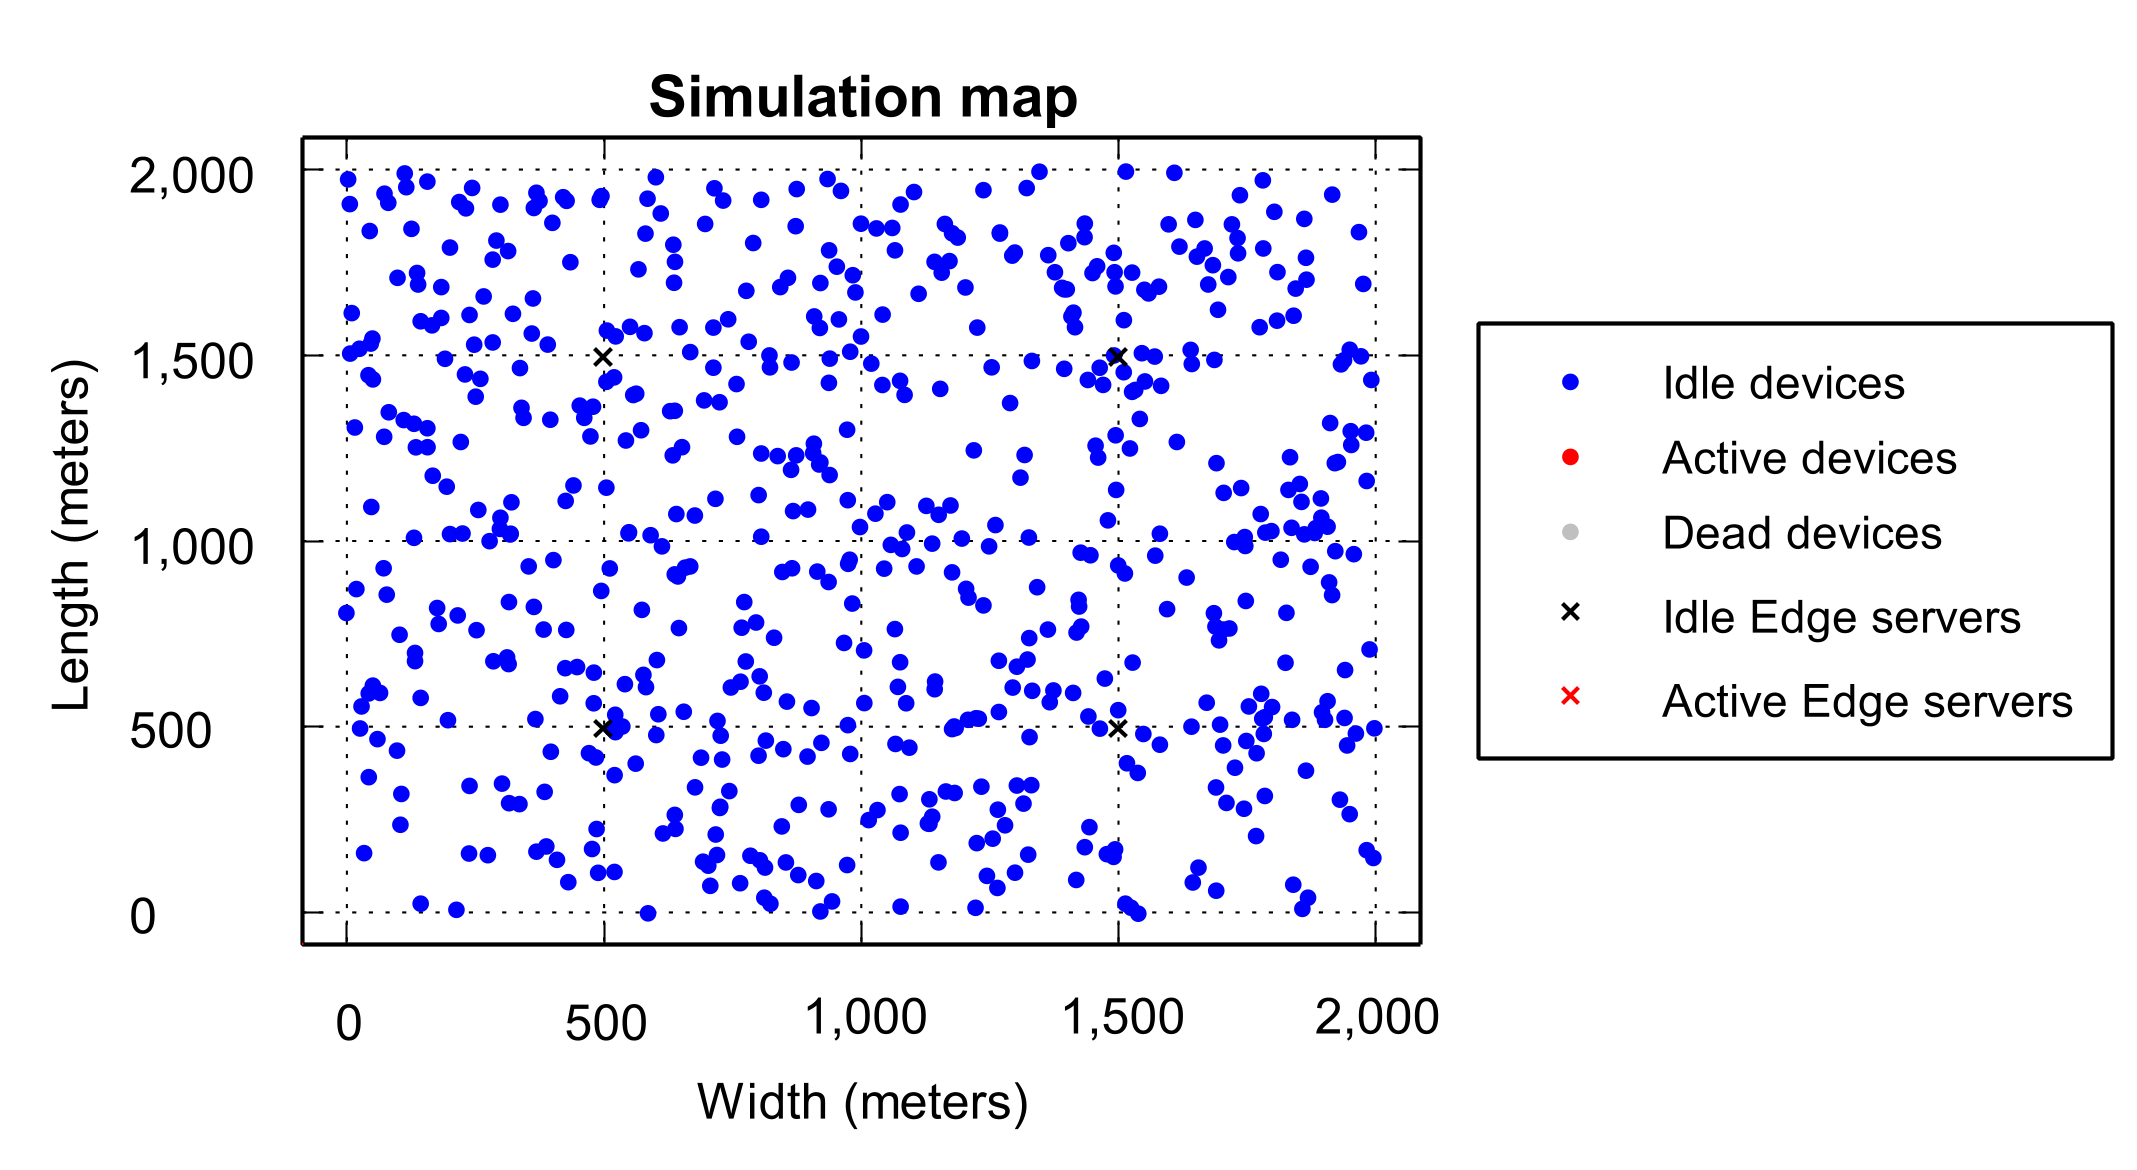 Simulation map
Length (meters)
2,000
1,500
1,000
500
0
0
500
1,000
1,500
2,000
Width (meters)
Idle devices
Active devices
Dead devices
Idle Edge servers
Active Edge servers